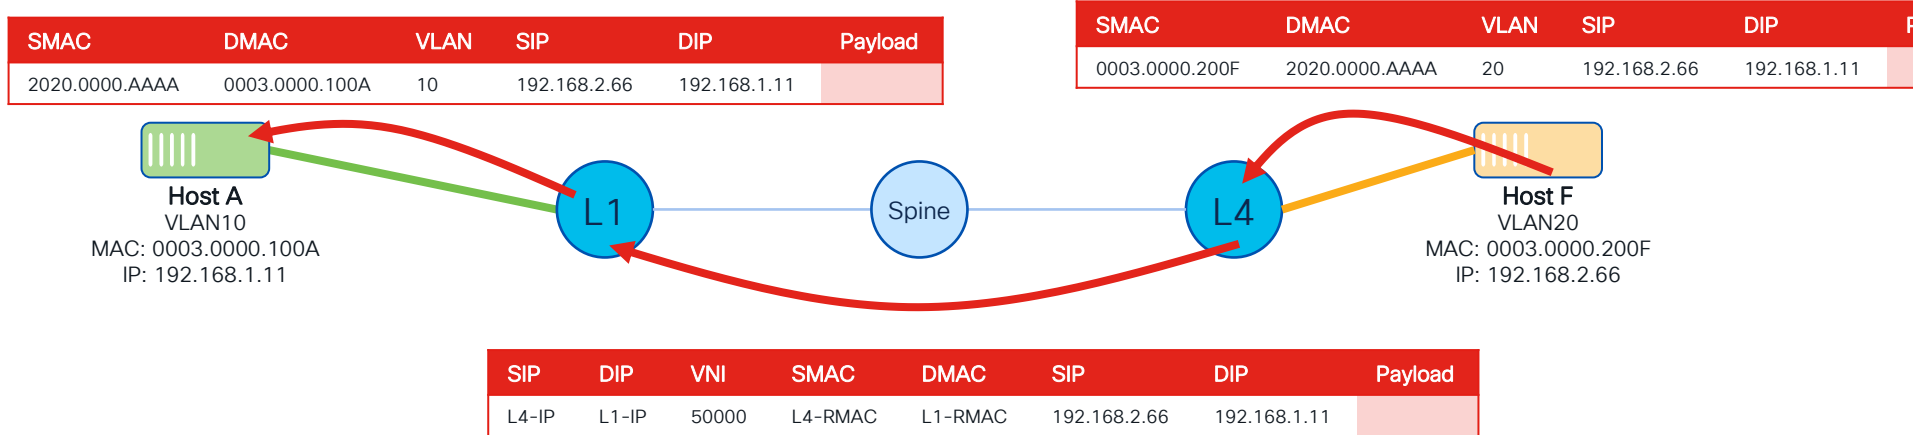 SMAC DMAC VLAN SIP DIP Payload
2020.0000.AAAA 0003.0000.100A 10 192.168.2.66 192.168.1.11
SMAC DMAC VLAN SIP DIP
0003.0000.200F 2020.0000.AAAA 20 192.168.2.66 192.168.1.11
Host A
VLAN10
MAC: 0003.0000.100A
IP: 192.168.1.11
L1
Spine
L4
Host F
VLAN20
MAC: 0003.0000.200F
IP: 192.168.2.66
SIP DIP VNI SMAC DMAC SIP DIP Payload
L4-IP L1-IP 50000 L4-RMAC L1-RMAC 192.168.2.66 192.168.1.11